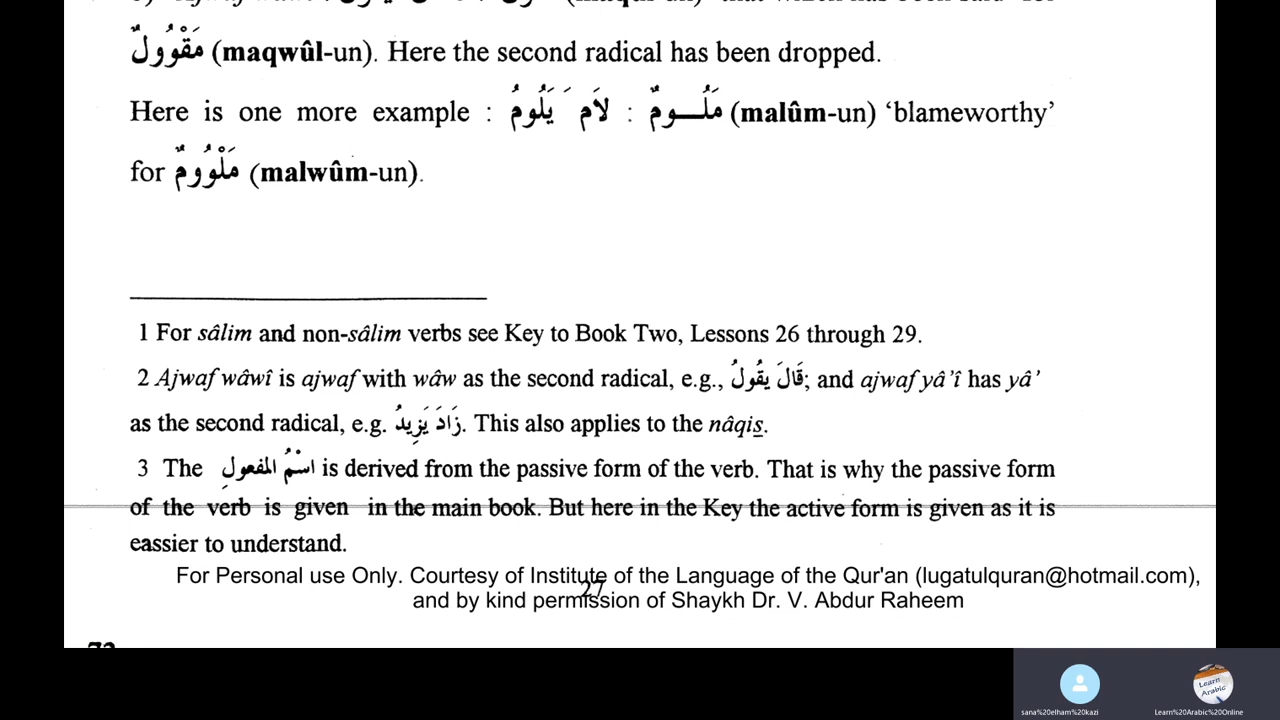 مَقْوُولٌ (maqwûl-un). Here the second radical has been dropped.
Here is one more example : لاَم َ يَلُومُ : مَلُــومٌ (malûm-un) ‘blameworthy’
for مَلْوُومٌ (malwûm-un).
1 For sâlim and non-sâlim verbs see Key to Book Two, Lessons 26 through 29.
2 Ajwaf wâwî is ajwaf with wâw as the second radical, e.g., قَالَ يقُولُ; and ajwaf yâ’î has yâ’
as the second radical, e.g. زَادَ يَزِيدُ. This also applies to the nâqis.
3 The اسْمُ المفعولِ is derived from the passive form of the verb. That is why the passive form
of the verb is given in the main book. But here in the Key the active form is given as it is
eassier to understand.
For Personal use Only. Courtesy of Institute of the Language of the Qur'an (lugatulquran@hotmail.com),
27
and by kind permission of Shaykh Dr. V. Abdur Raheem
Learn Arabic
sana%20elham%20kazi
Learn%20Arabic%20Online